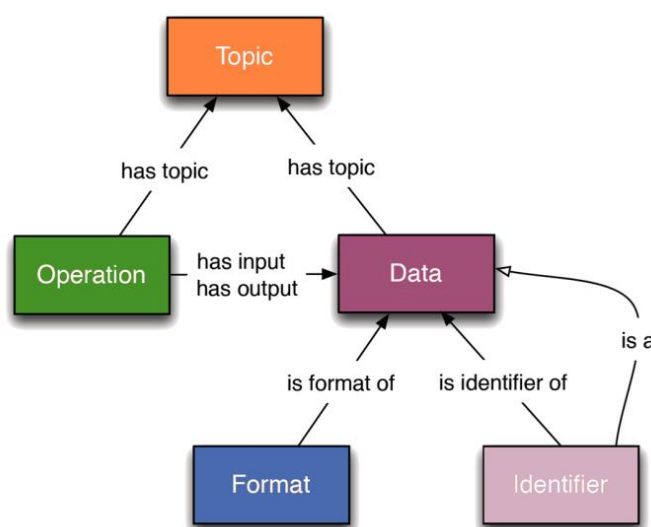 Topic
has topic
has topic
Operation
has input
has output
Data
is a
is format of
is identifier of
Format
Identifier